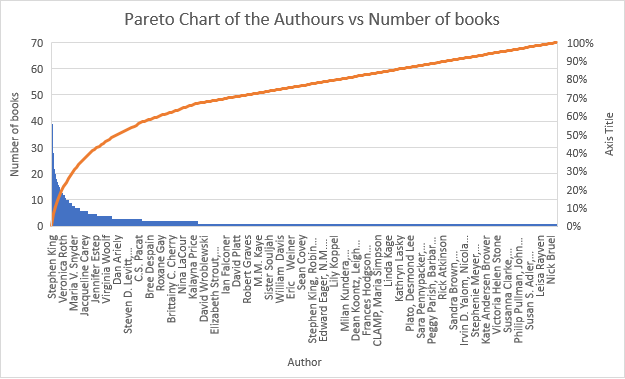 Pareto Chart of the Authours vs Number of books
Number of books
70
60
50
40
30
20
10
0
100%
90%
80%
70%
60%
50%
40%
30%
20%
10%
0%
Axis Title
Stephen King
Veronica Roth
Maria V. Snyder
Jacqueline Carey
Jennifer Estep
Virginia Woolf
Dan Ariely
Steven D. Levitt,...
C.S. Pacat
Bree Despain
Roxane Gay
Brittainy C. Cherry
Nina LaCour
Kalayna Price
David Wroblewski
Elizabeth Strout,...
Ian Falconer
David Platt
Robert Graves
M.M. Kaye
Sister Souljah
William Davis
Eric Weiner
Sean Covey
Stephen King, Robin...
Edward Eager, N.M....
Lily Koppel
Milan Kundera,...
Dean Koontz, Leigh...
Frances Hodgson...
CLAMP, Maria Simpson
Linda Kage
Kathryn Lasky
Plato, Desmond Lee
Sara Pennypacker,...
Peggy Parish, Barbar...
Rick Atkinson
Sandra Brown,...
Irvin D. Yalom, Nicolia...
Stephenie Meyer,...
Kate Andersen Brower
Victoria Helen Stone
Susanna Clarke,...
Philip Pullman, John...
Susan S. Adler,...
Leisa Rayven
Nick Bruel
Author